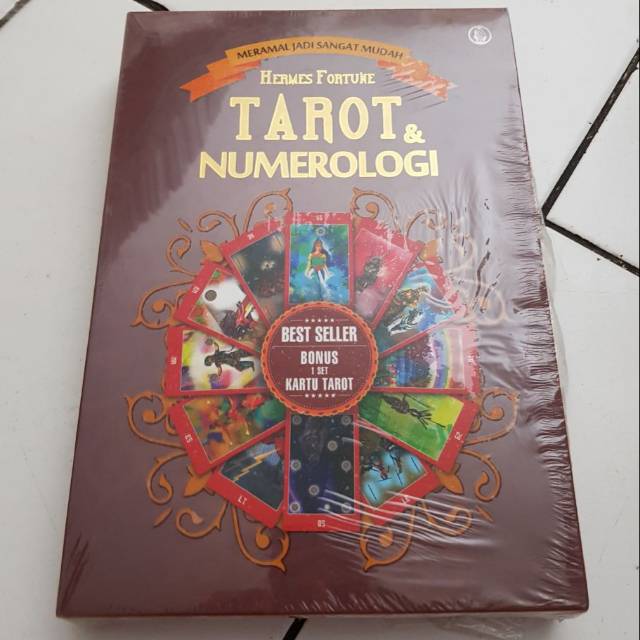 MERAMAL JADI SANGAT MUDAH
HERMES FORTUNE
TAROT &
NUMEROLOGI
BEST SELLER
BONUS
1 SET
KARTU TAROT